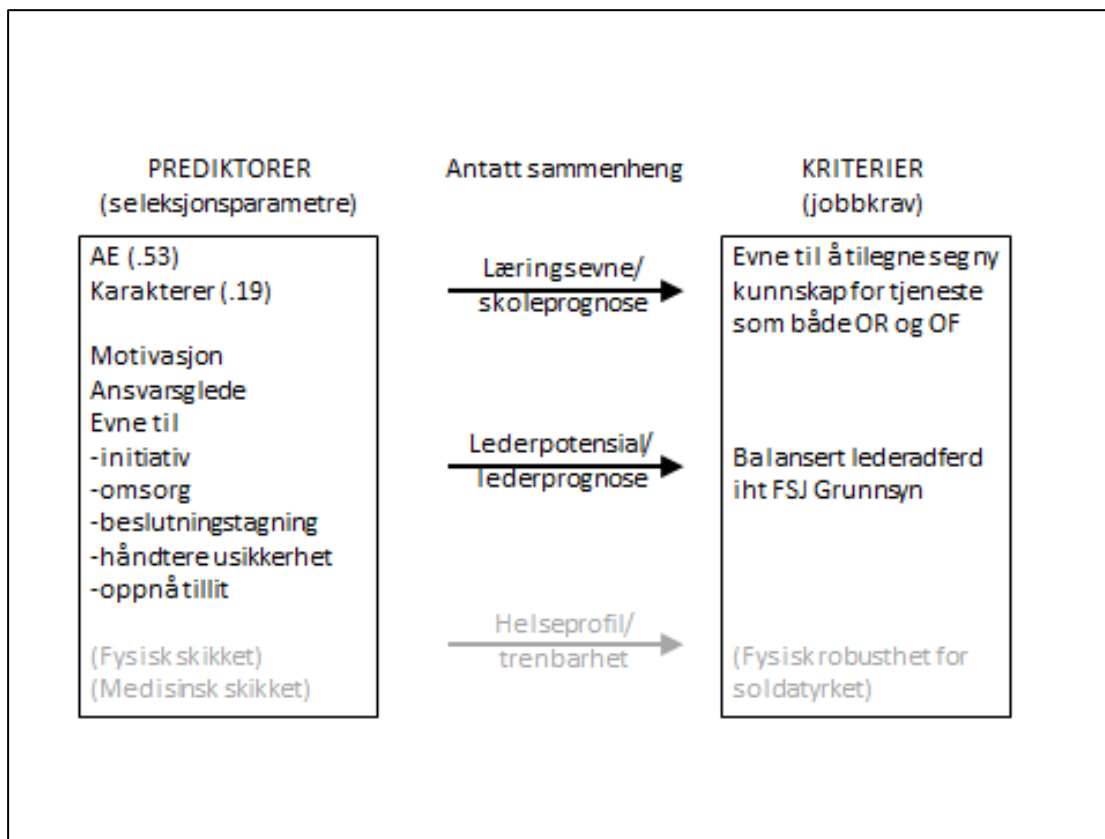 PREDIKTORER
(seleksjonsparametre)
AE (.53)
Karakterer (.19)
Motivasjon
Ansvarsglede
Evne til
-initiativ
-omsorg
-beslutningstagning
-håndtere usikkerhet
-oppnå tillit
(Fysisk skikket)
(Medisinsk skikket)
Antatt sammenheng
Læringsevne/
skoleprognose
Lederpotensial/
lederprognose
Helseprofil/
trenbarhet
KRITERIER
(jobbkrav)
Evne til å tilegne seg ny
kunnskap for tjeneste
som både OR og OF
Balansert lederadferd
iht FSJ Grunnsyn
(Fysisk robusthet for
soldatyrket)